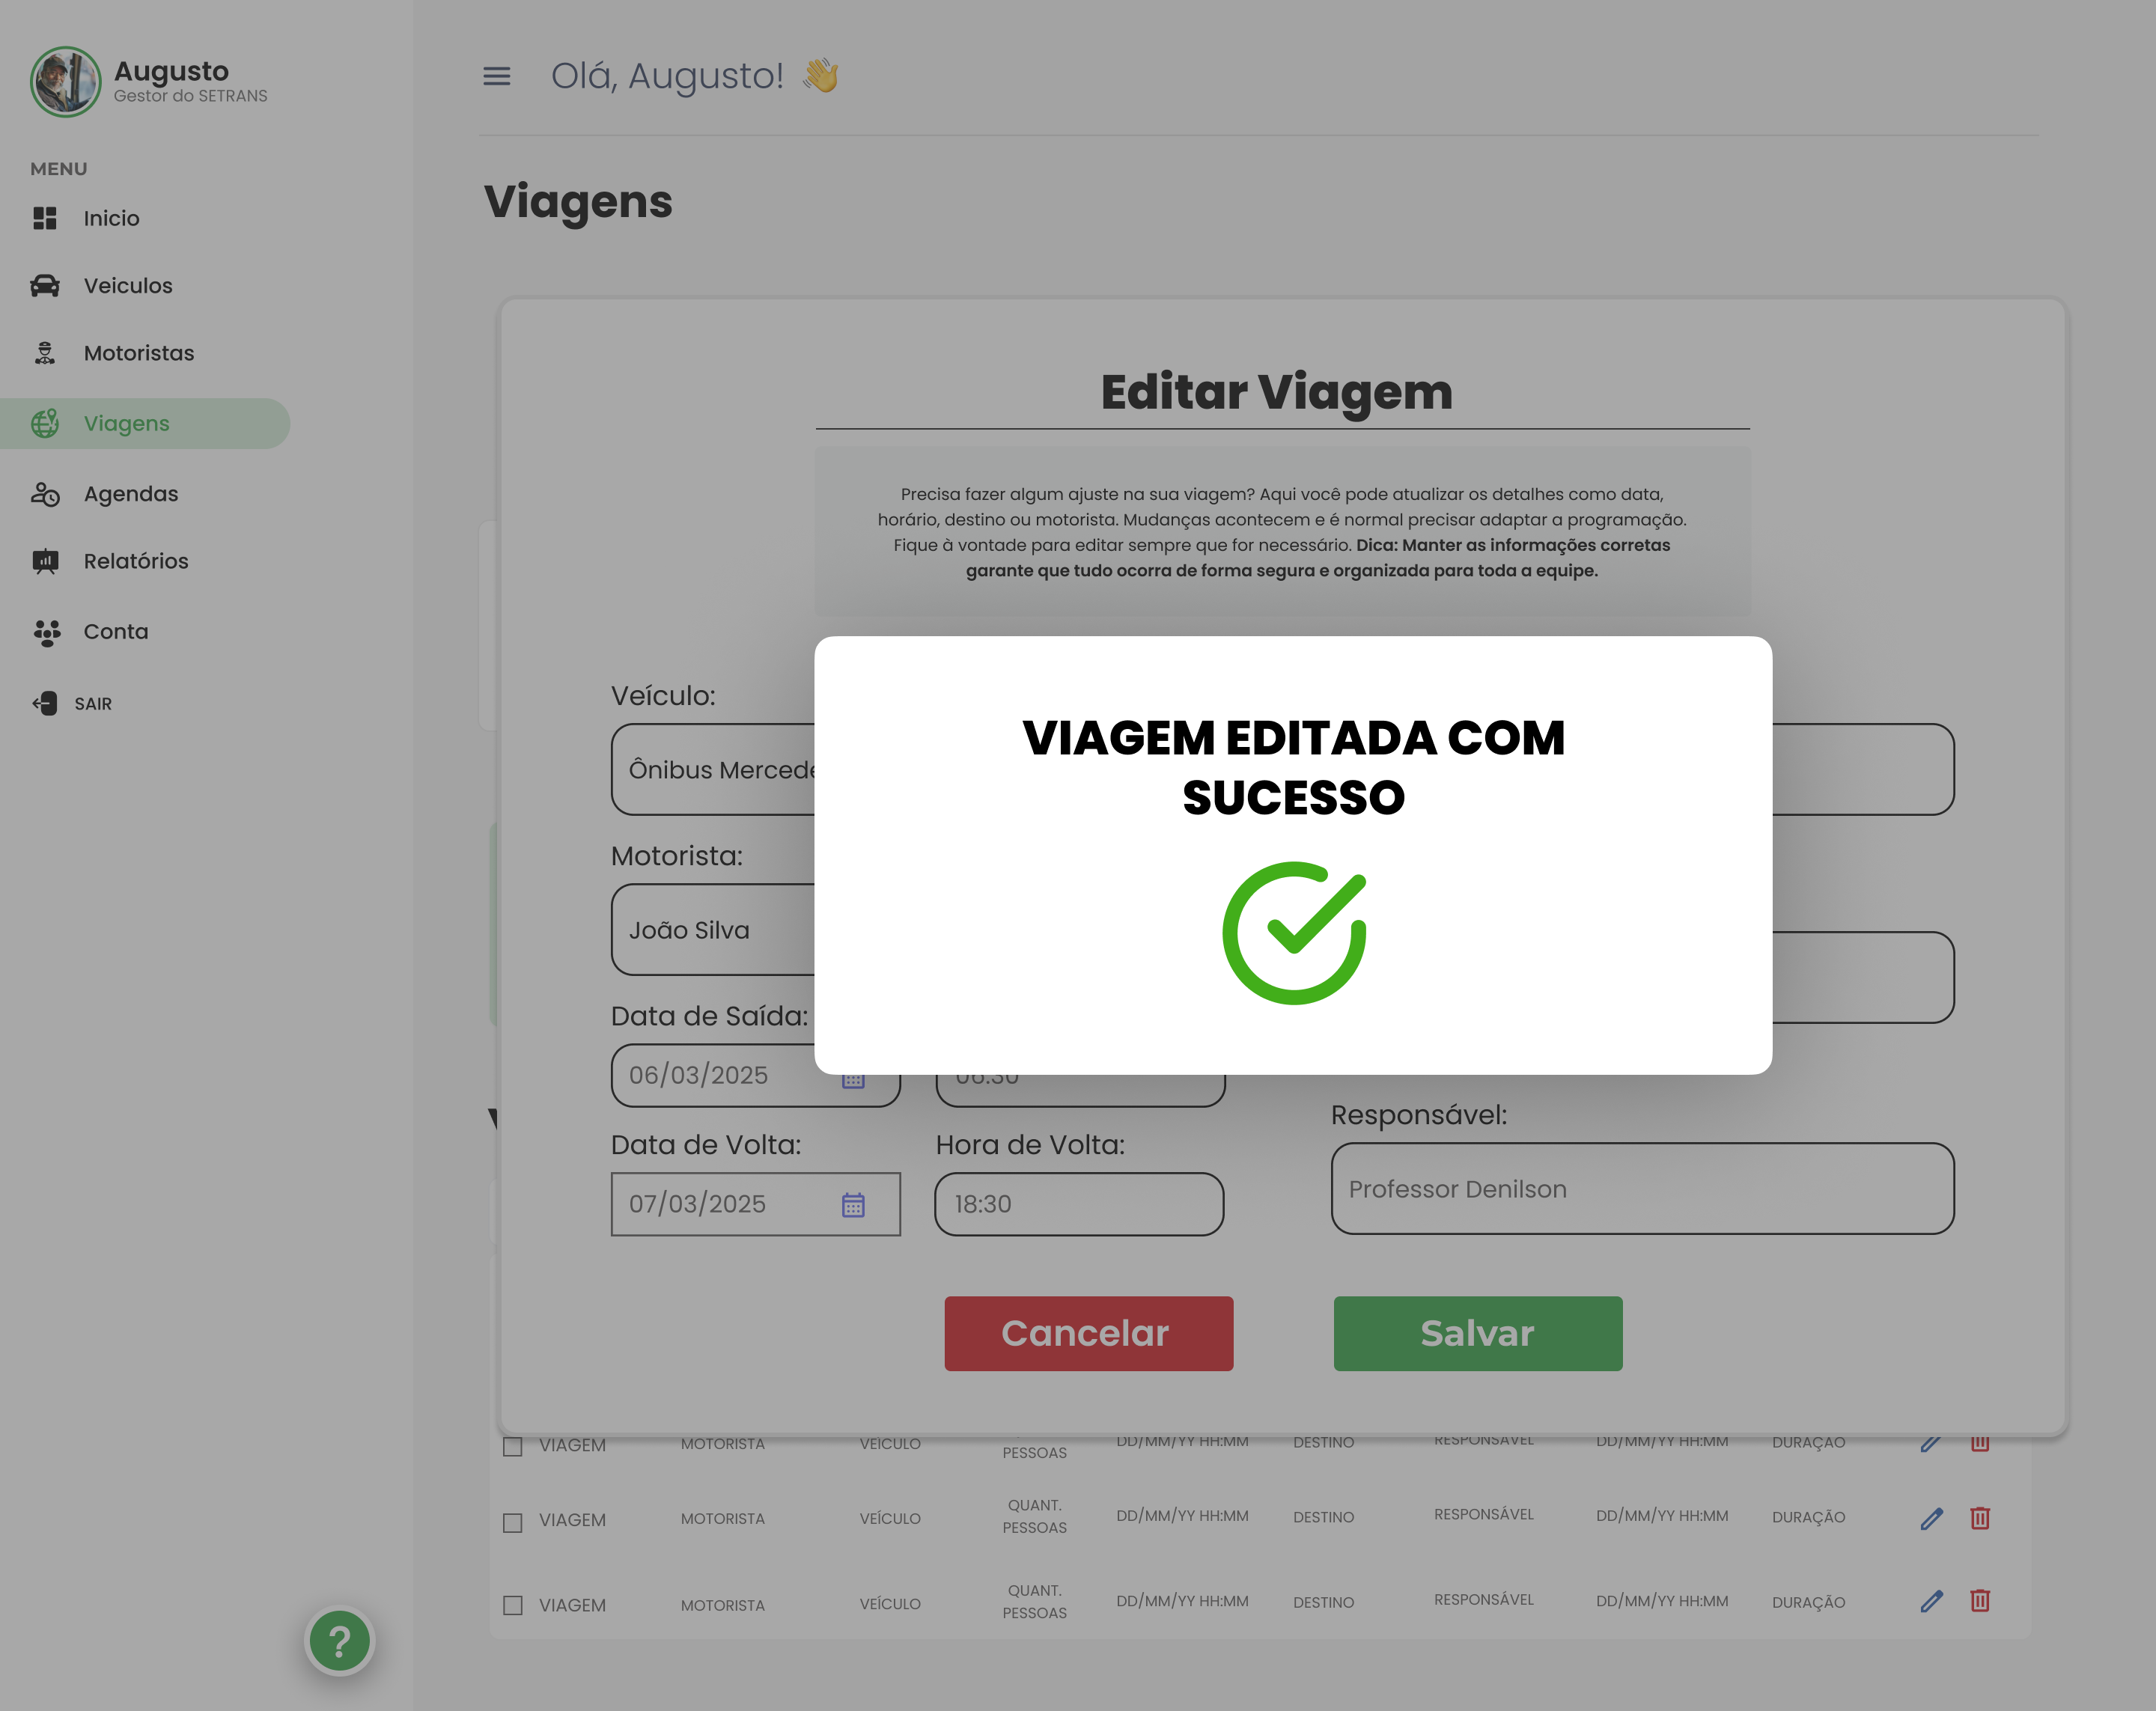 Augusto
Gestor do SETRANS
MENU
Inicio
Veiculos
Motoristas
Viagens
Agendas
Relatórios
Conta
SAIR
?
Olá, Augusto! 👋
Viagens
Editar Viagem
Precisa fazer algum ajuste na sua viagem? Aqui você pode atualizar os detalhes como data,
horário, destino ou motorista. Mudanças acontecem e é normal precisar adaptar a programação.
Fique à vontade para editar sempre que for necessário. Dica: Manter as informações corretas
garante que tudo ocorra de forma segura e organizada para toda a equipe.
VIAGEM EDITADA COM
SUCESSO
Veículo:
Ônibus
Motorista:
João Silva
Data de Saída:
06/03/2025
06:30
Data de Volta:
07/03/2025
Hora de Volta:
18:30
Responsável:
Professor Denilson
Cancelar
Salvar
VIAGEM MOTORISTA VEÍCULO PESSOAS DD/MM/YY HH:MM DESTINO RESPONSÁVEL DD/MM/YY HH:MM DURAÇÃO
VIAGEM MOTORISTA VEÍCULO QUANT. PESSOAS DD/MM/YY HH:MM DESTINO RESPONSÁVEL DD/MM/YY HH:MM DURAÇÃO
VIAGEM MOTORISTA VEÍCULO QUANT. PESSOAS DD/MM/YY HH:MM DESTINO RESPONSÁVEL DD/MM/YY HH:MM DURAÇÃO